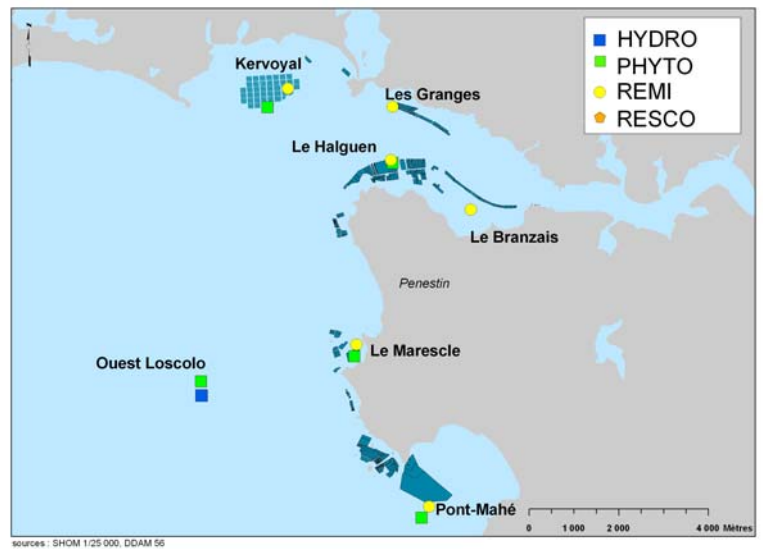 HYDRO
PHYTO
REMI
RESCO
Kervoyal
Les Granges
Le Halguen
Le Branzais
Penestin
Le Marescle
Ouest Loscolo
Pont-Mahé
0 1 000 2 000 4 000 Mètres
sources : SHOM 1/25 000, DDAM 56